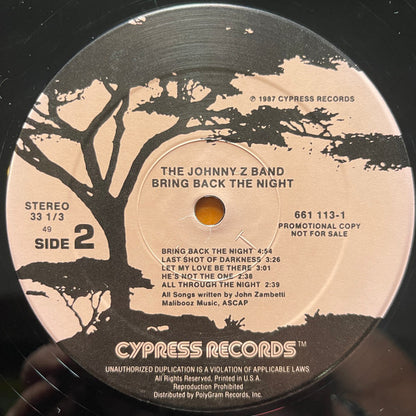 ℗ 1987 CYPRESS RECORDS
THE JOHNNY Z BAND
BRING BACK THE NIGHT
STEREO
33 1/3
49
SIDE 2
661 113-1
PROMOTIONAL COPY
NOT FOR SALE
BRING BACK THE NIGHT 4:54
LAST SHOT OF DARKNESS 3:26
LET MY LOVE BE THERE 3:01
HE'S NOT THE ONE 2:38
ALL THROUGH THE NIGHT 2:39
All Songs written by John Zambetti
Malibooz Music, ASCAP
CYPRESS RECORDS™
UNAUTHORIZED DUPLICATION IS A VIOLATION OF APPLICABLE LAWS.
All Rights Reserved, Printed in U.S.A.
Reproduction Prohibited
Distributed by PolyGram Records, Inc.